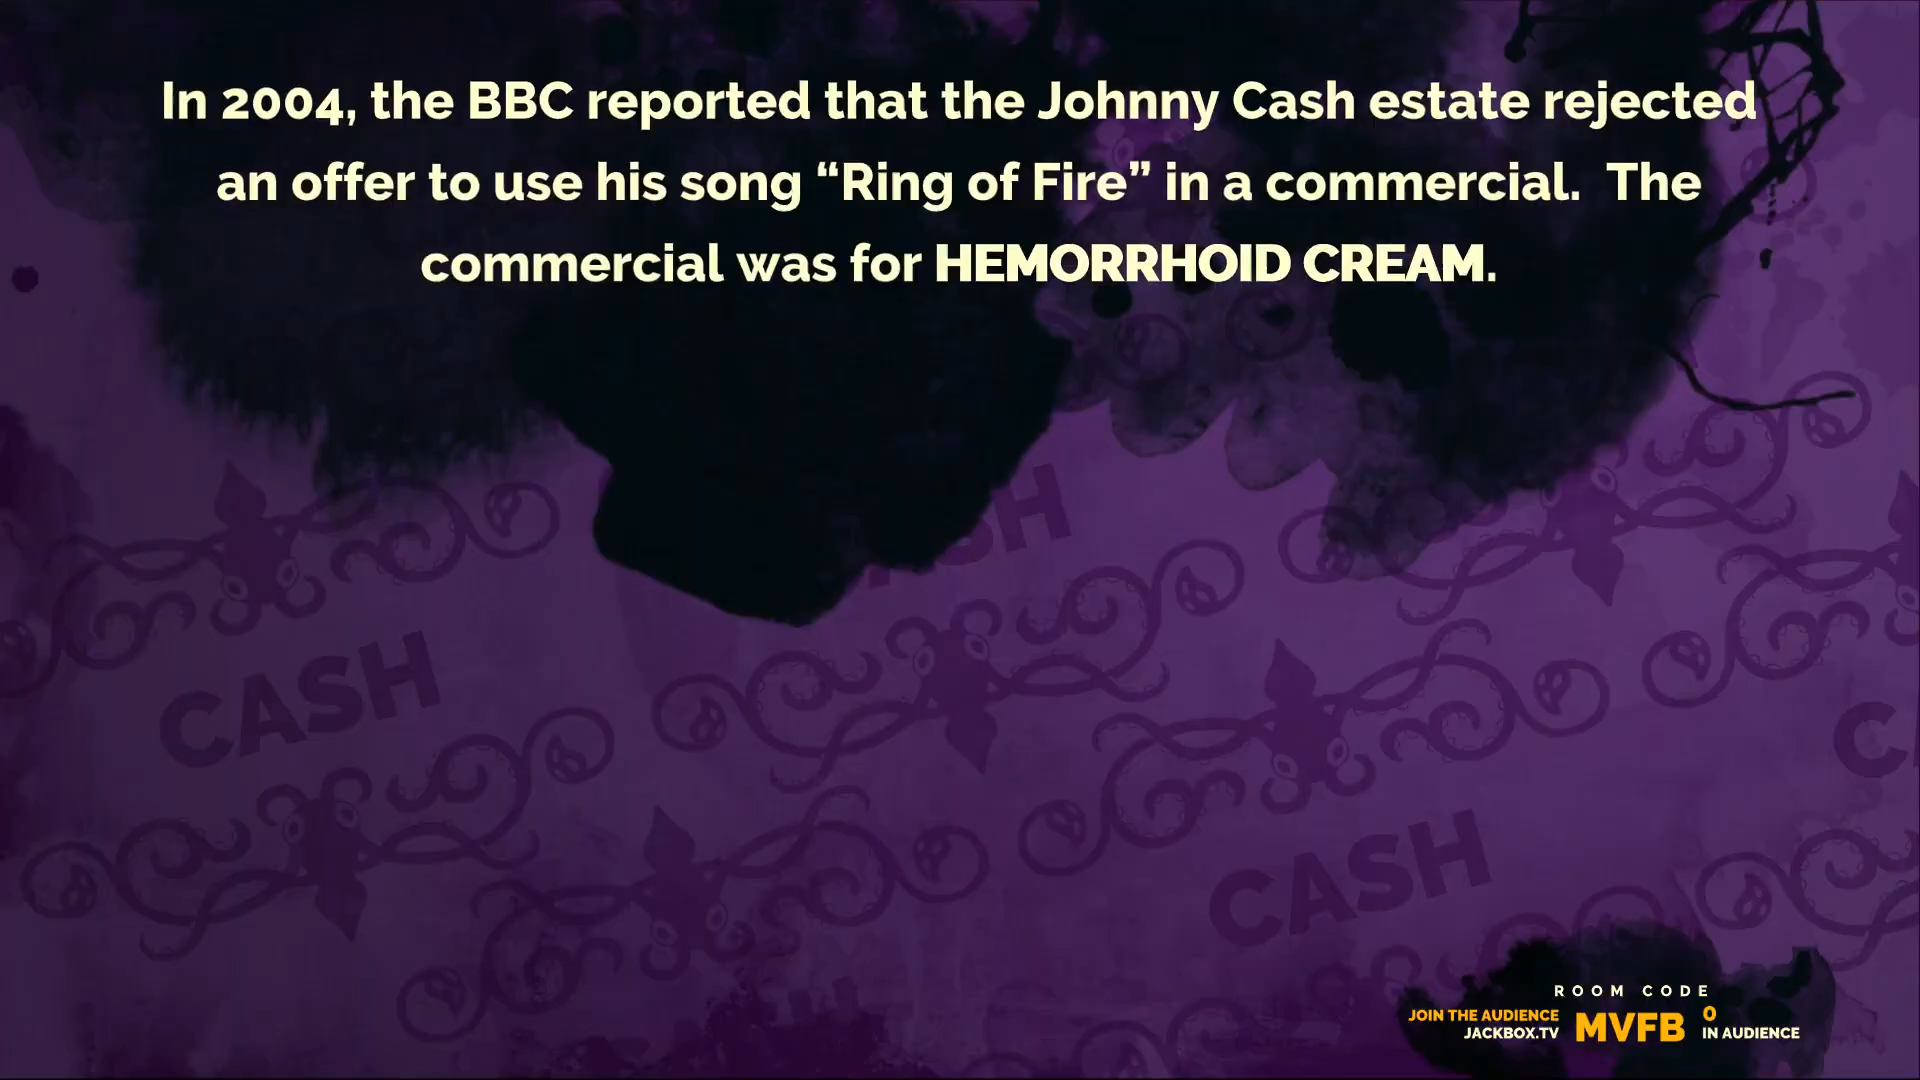 In 2004, the BBC reported that the Johnny Cash estate rejected
an offer to use his song “Ring of Fire” in a commercial.  The
commercial was for HEMORRHOID CREAM.
SH
CASH
C
CASH
ROOM CODE
JOIN THE AUDIENCE
JACKBOX.TV
MVFB
0
IN AUDIENCE